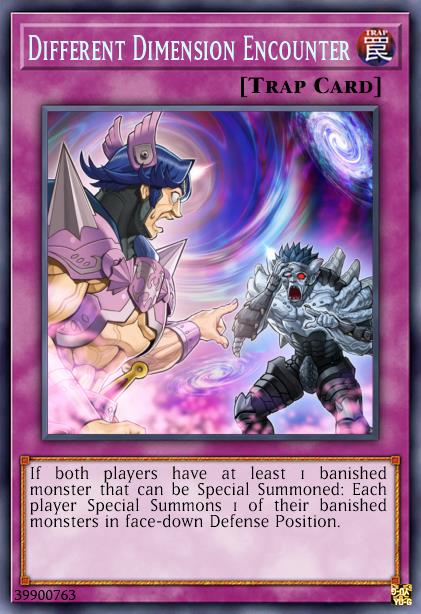 DIFFERENT DIMENSION ENCOUNTER
TRAP
罠
[TRAP CARD]
If both players have at least 1 banished
monster that can be Special Summoned: Each
player Special Summons 1 of their banished
monsters in face-down Defense Position.
39900763